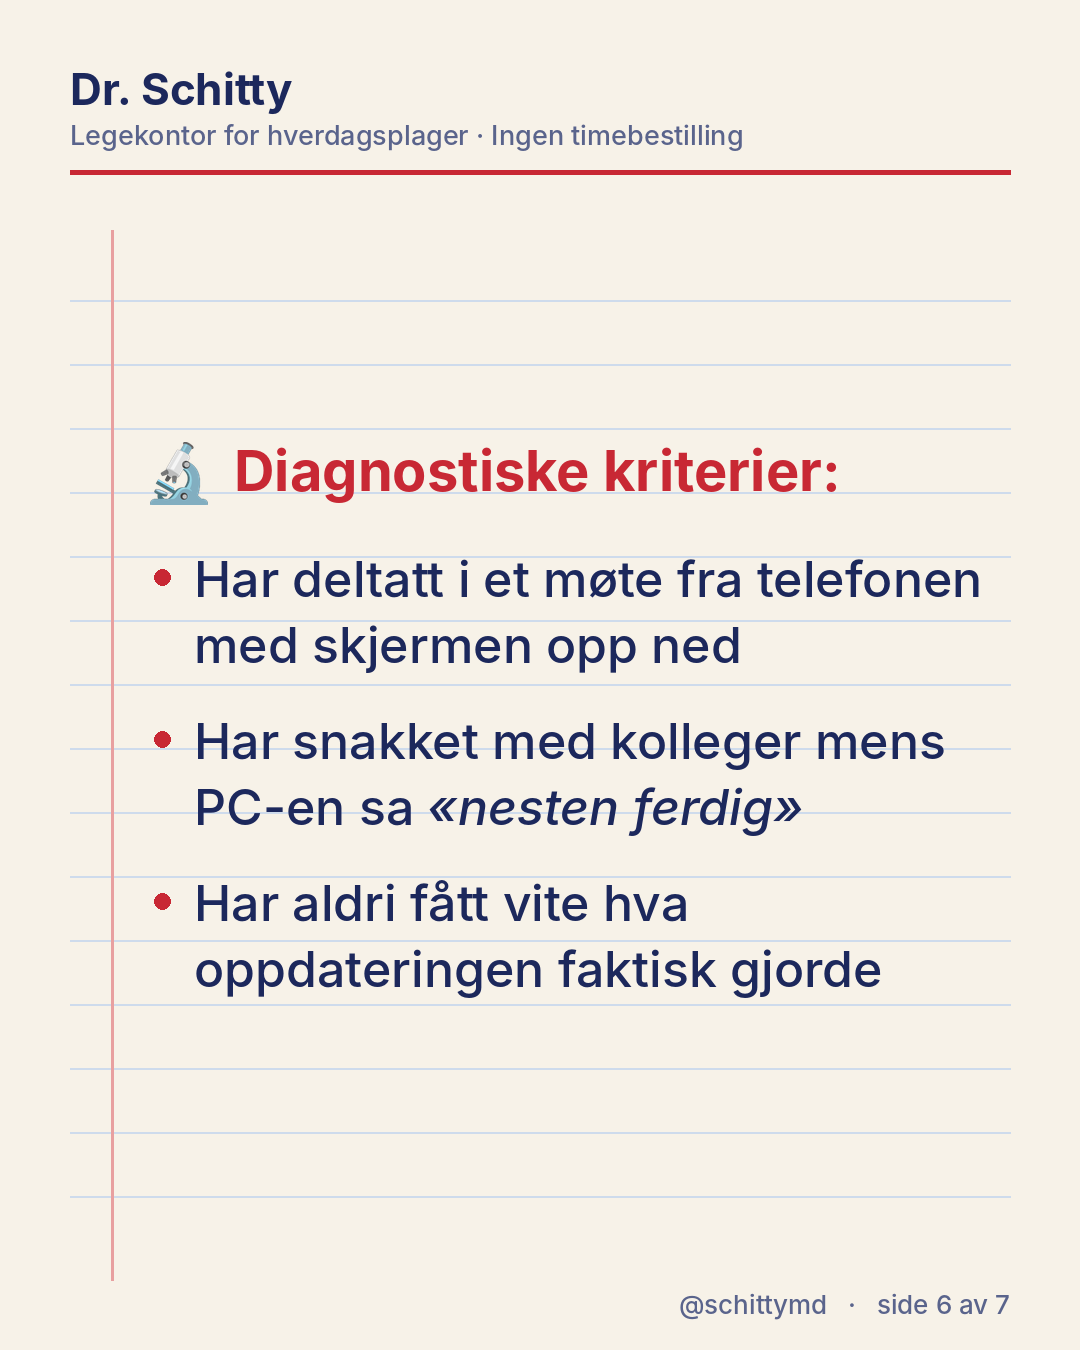 Dr. Schitty
Legekontor for hverdagsplager · Ingen timebestilling
🔬 Diagnostiske kriterier:
• Har deltatt i et møte fra telefonen
med skjermen opp ned
• Har snakket med kolleger mens
PC-en sa «nesten ferdig»
• Har aldri fått vite hva
oppdateringen faktisk gjorde
@schittymd · side 6 av 7